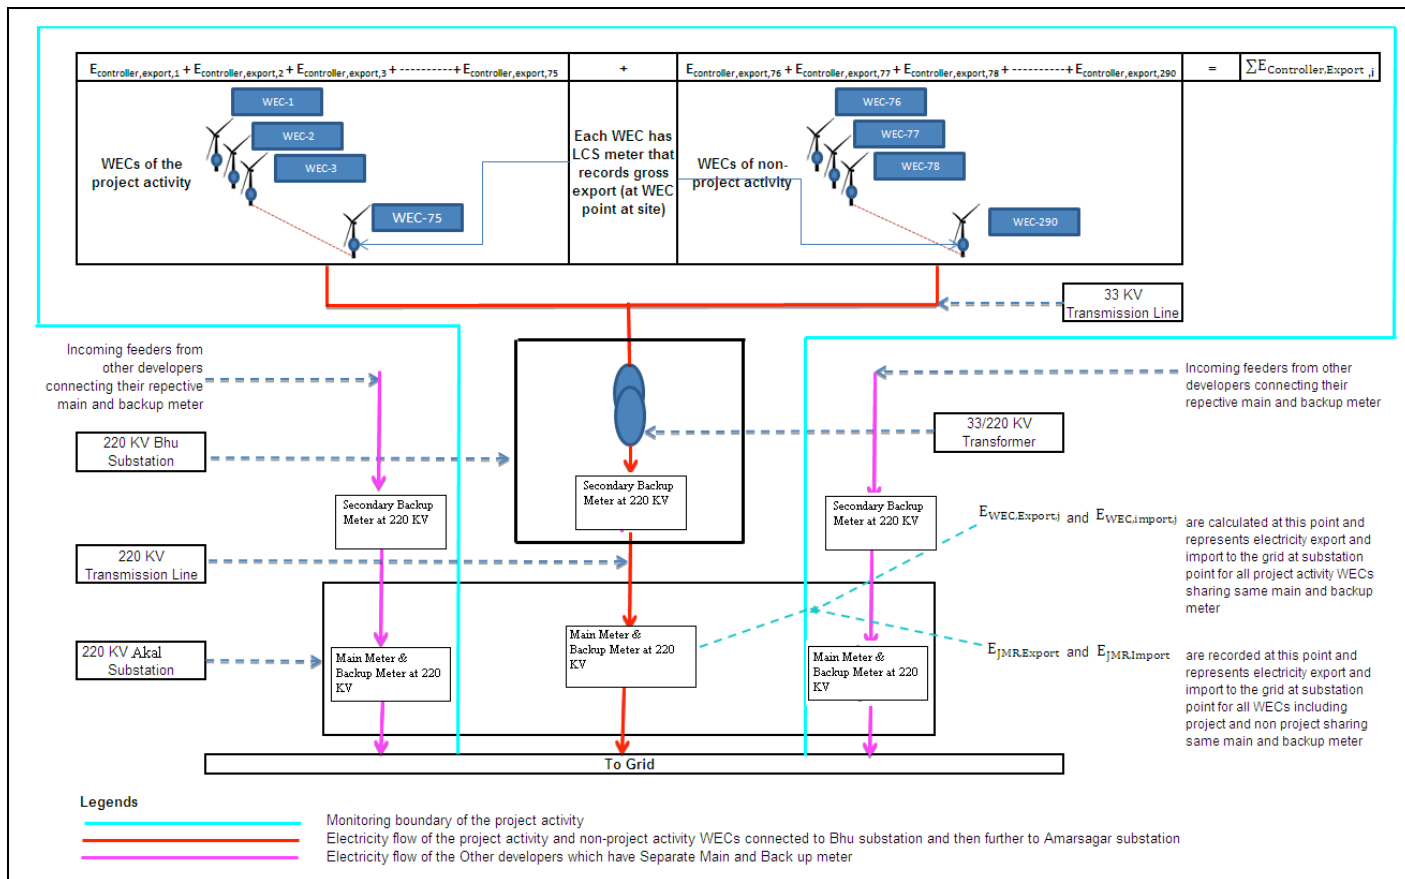 E controller,export,1 + E controller,export,2 + E controller,export,3 + ---------- + E controller,export,75
+
E controller,export,76 + E controller,export,77 + E controller,export,78 + ---------- + E controller,export,290
=
∑E Controller,Export ,i
WEC-1
WEC-2
WEC-3
WECs of the
project activity
WEC-75
Each WEC has
LCS meter that
records gross
export (at WEC
point at site)
WEC-76
WEC-77
WEC-78
WECs of non-
project activity
WEC-290
33 KV
Transmission Line
Incoming feeders from
other developers
connecting their repective
main and backup meter
Incoming feeders from other
developers connecting their
repective main and backup meter
220 KV Bhu
Substation
33/220 KV
Transformer
Secondary Backup
Meter at 220 KV
Secondary Backup
Meter at 220 KV
Secondary Backup
Meter at 220 KV
E WEC,Export,j and E WEC,import,j
are calculated at this point and
represents electricity export and
import to the grid at substation
point for all project activity WECs
sharing same main and backup
meter
220 KV
Transmission Line
220 KV Akal
Substation
Main Meter &
Backup Meter at 220
KV
Main Meter &
Backup Meter at 220
KV
Main Meter &
Backup Meter at 220
KV
E JMR,Export and E JMR,Import
are recorded at this point and
represents electricity export and
import to the grid at substation
point for all WECs including
project and non project sharing
same main and backup meter
To Grid
Legends
Monitoring boundary of the project activity
Electricity flow of the project activity and non-project activity WECs connected to Bhu substation and then further to Amarsagar substation
Electricity flow of the Other developers which have Separate Main and Back up meter